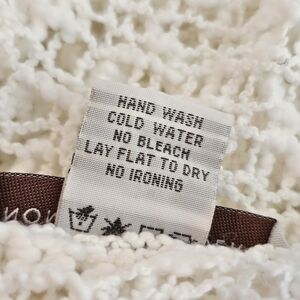 HAND WASH
COLD WATER
NO BLEACH
LAY FLAT TO DRY
NO IRONING